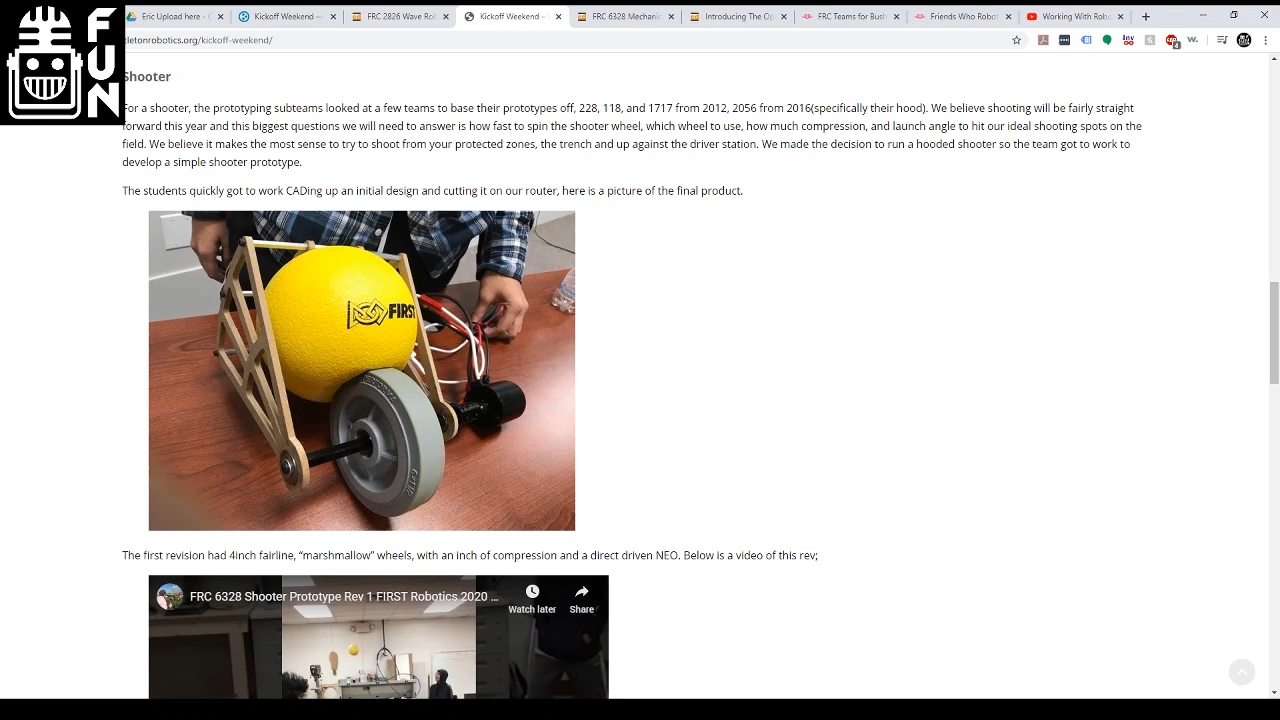 Eric Upload here -
Kickoff Weekend –
FRC 2826 Wave Ro
Kickoff Weekend –
FRC 6328 Mechanic
Introducing The Op
FRC Teams for Bush
Friends Who Robot
Working With Robo
tletonrobotics.org/kickoff-weekend/
FUN
Shooter
For a shooter, the prototyping subteams looked at a few teams to base their prototypes off, 228, 118, and 1717 from 2012, 2056 from 2016(specifically their hood). We believe shooting will be fairly straight
forward this year and this biggest questions we will need to answer is how fast to spin the shooter wheel, which wheel to use, how much compression, and launch angle to hit our ideal shooting spots on the
field. We believe it makes the most sense to try to shoot from your protected zones, the trench and up against the driver station. We made the decision to run a hooded shooter so the team got to work to
develop a simple shooter prototype.
The students quickly got to work CADing up an initial design and cutting it on our router, here is a picture of the final product.
FIRST
The first revision had 4inch fairline, “marshmallow” wheels, with an inch of compression and a direct driven NEO. Below is a video of this rev;
FRC 6328 Shooter Prototype Rev 1 FIRST Robotics 2020 ...
Watch later
Share